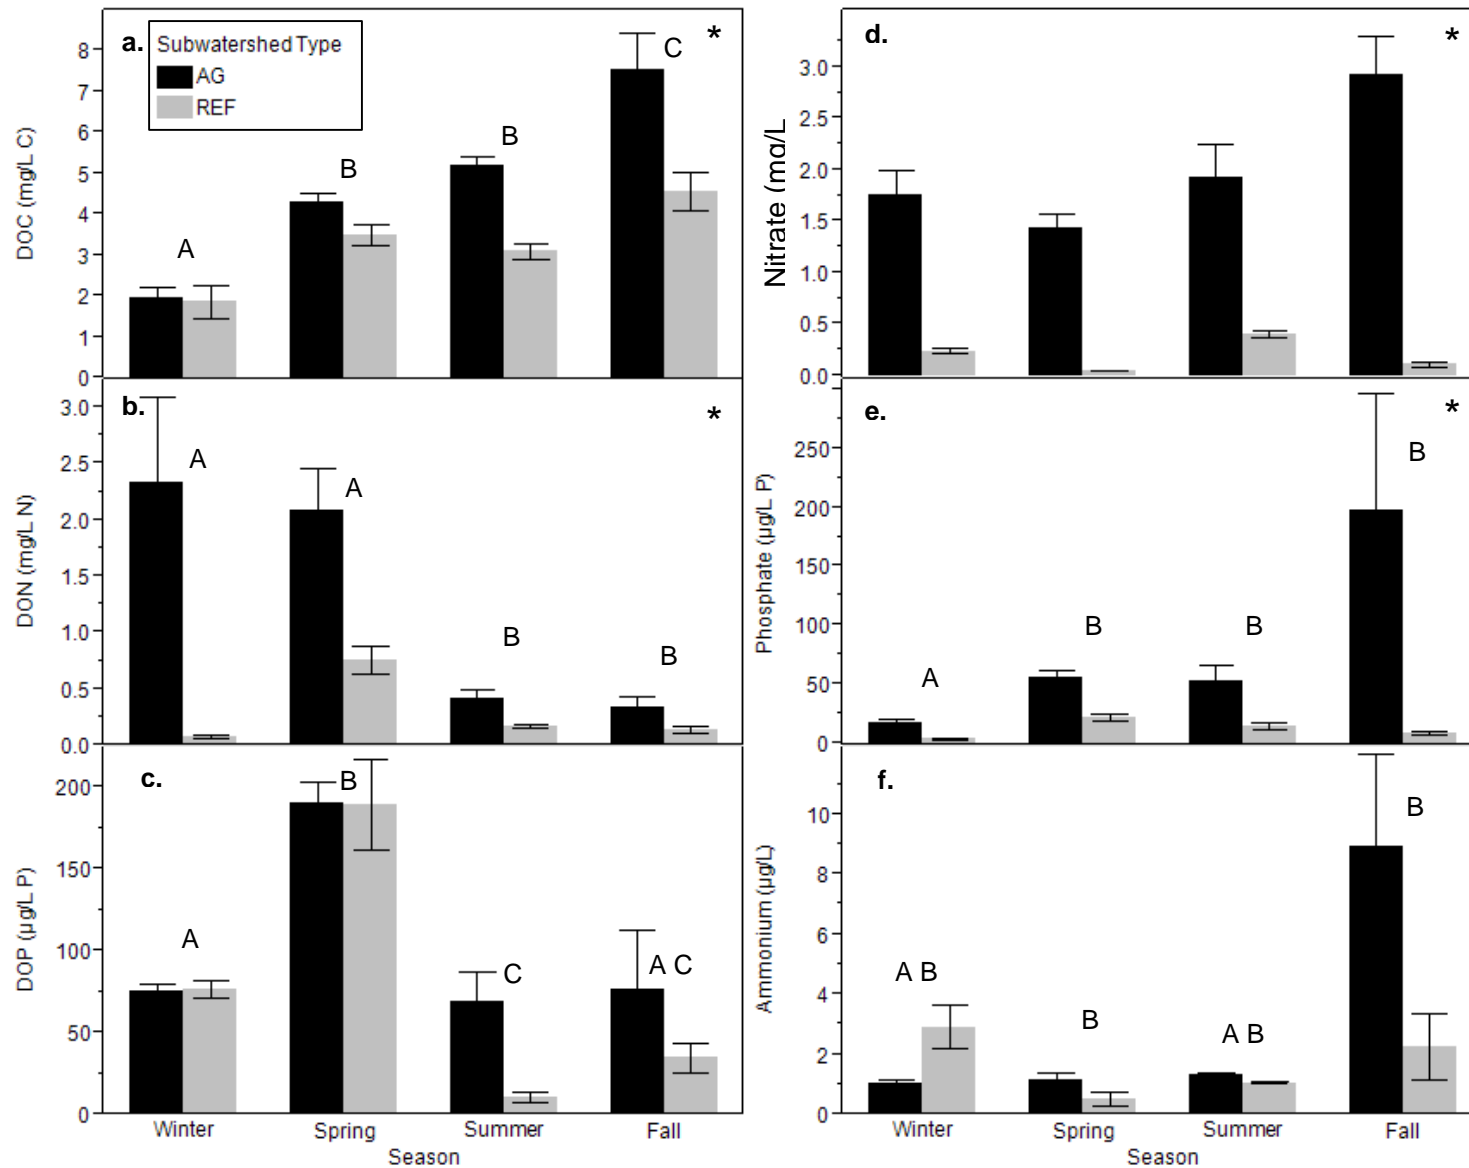 a.
Subwatershed Type
AG
REF
*
DOC (mg/L C)
8
7
6
5
4
3
2
1
0
A
B
B
C
b.
*
DON (mg/L N)
3.0
2.5
2.0
1.5
1.0
0.5
0.0
A
A
B
B
c.
DOP (µg/L P)
200
150
100
50
0
A
B
C
A C
Winter
Spring
Summer
Fall
Season
d.
*
Nitrate (mg/L
3.0
2.5
2.0
1.5
1.0
0.5
0.0
e.
*
Phosphate (µg/L P)
250
200
150
100
50
0
A
B
B
B
f.
Ammonium (µg/L)
10
8
6
4
2
0
A B
B
A B
B
Winter
Spring
Summer
Fall
Season